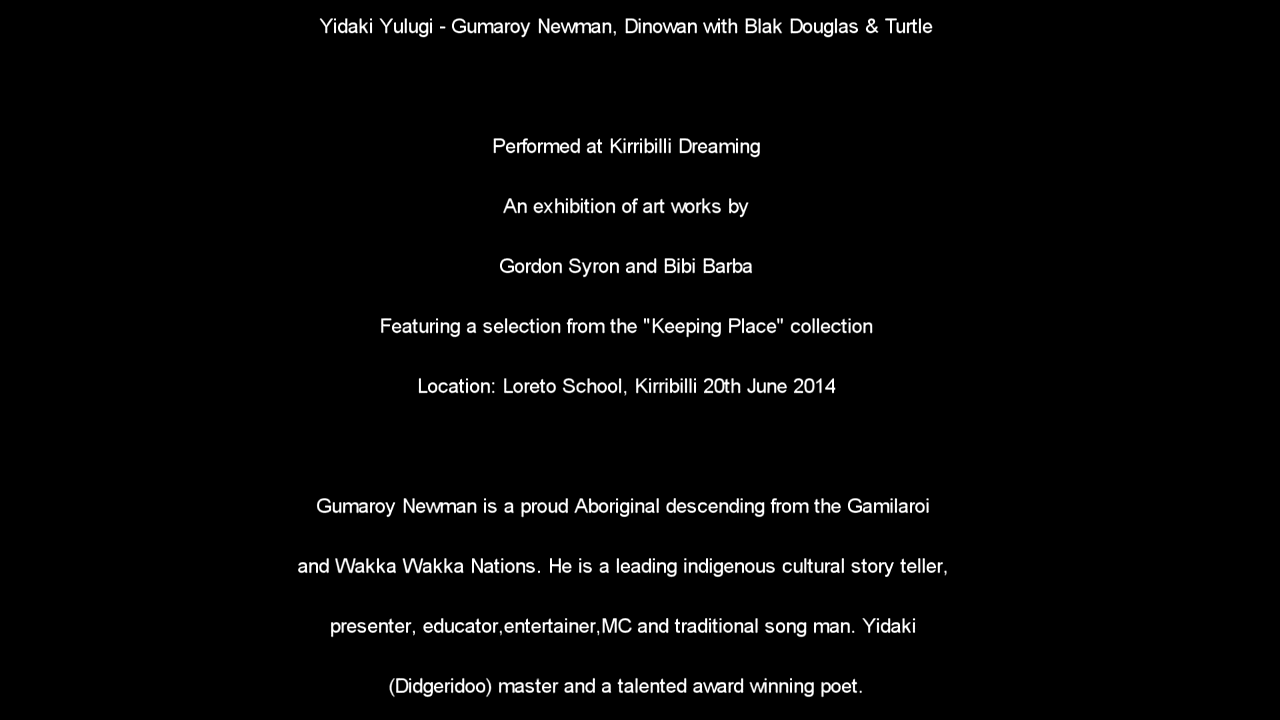 Yidaki Yulugi - Gumaroy Newman, Dinowan with Blak Douglas & Turtle
Performed at Kirribilli Dreaming
An exhibition of art works by
Gordon Syron and Bibi Barba
Featuring a selection from the "Keeping Place" collection
Location: Loreto School, Kirribilli 20th June 2014
Gumaroy Newman is a proud Aboriginal descending from the Gamilaroi
and Wakka Wakka Nations. He is a leading indigenous cultural story teller,
presenter, educator,entertainer,MC and traditional song man. Yidaki
(Didgeridoo) master and a talented award winning poet.